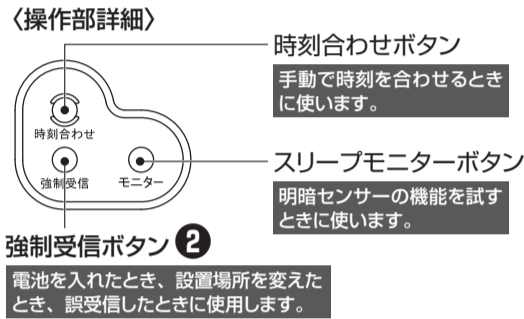 〈操作部詳細〉
時刻合わせボタン
手動で時刻を合わせるとき
に使います。
時刻合わせ
強制受信
モニター
スリープモニターボタン
明暗センサーの機能を試す
ときに使います。
強制受信ボタン ❷
電池を入れたとき、設置場所を変えた
とき、誤受信したときに使用します。